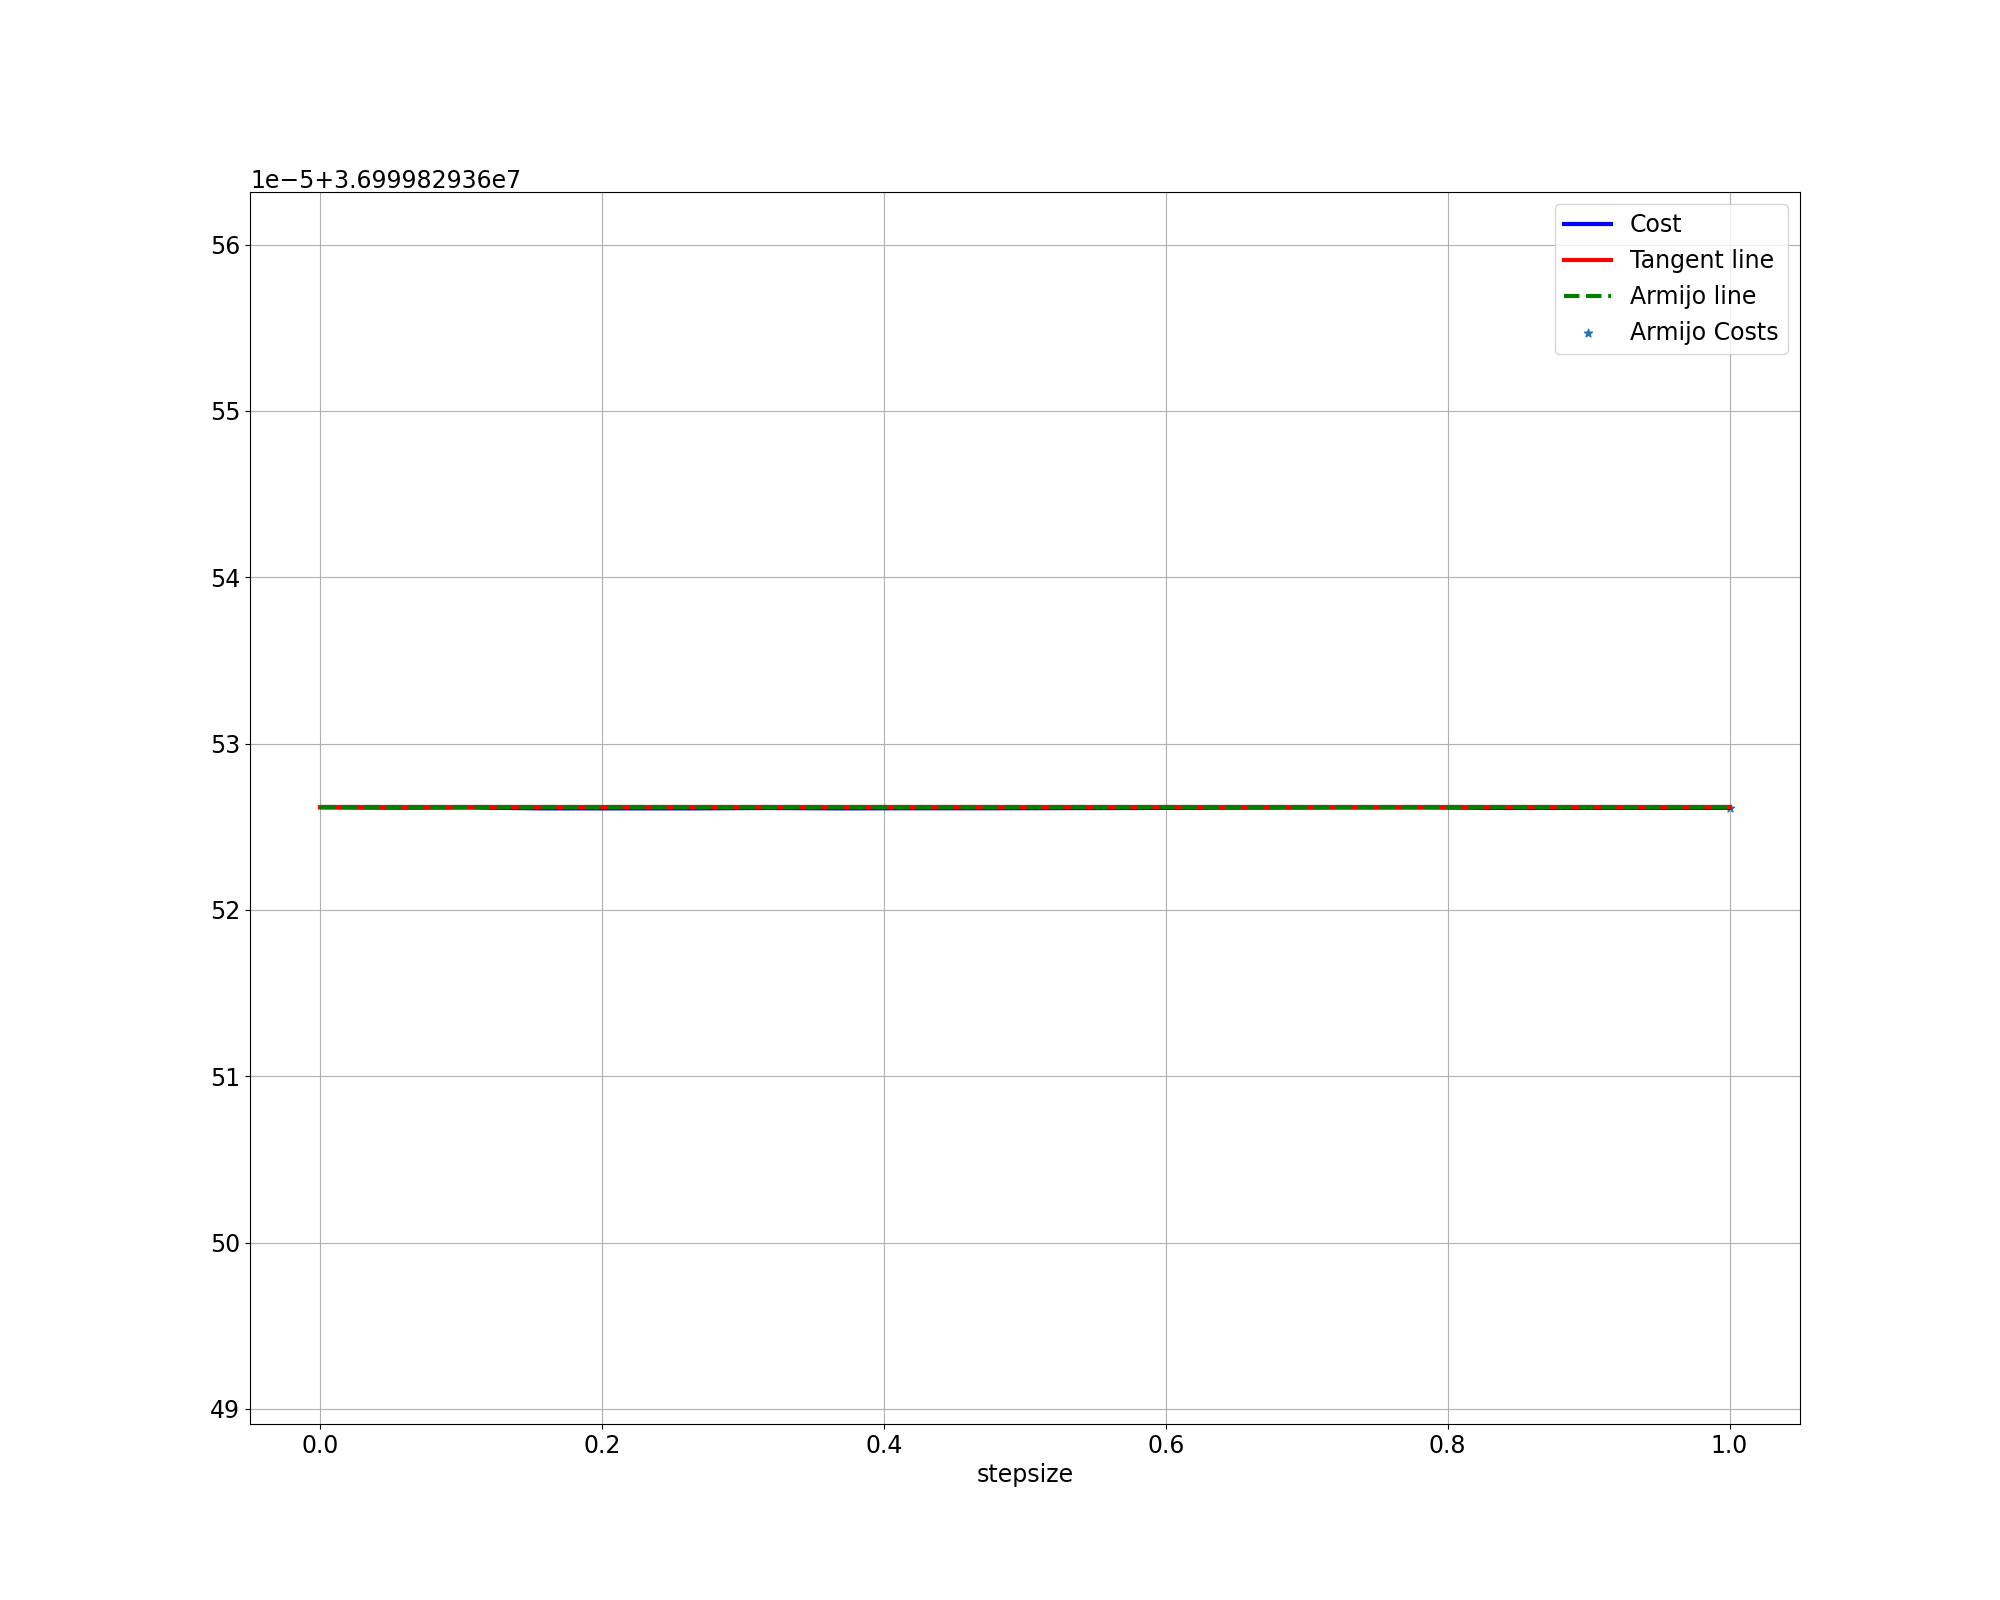 1e−5+3.699982936e7
56
55
54
53
52
51
50
49
0.0 0.2 0.4 0.6 0.8 1.0
stepsize
Cost
Tangent line
Armijo line
Armijo Costs